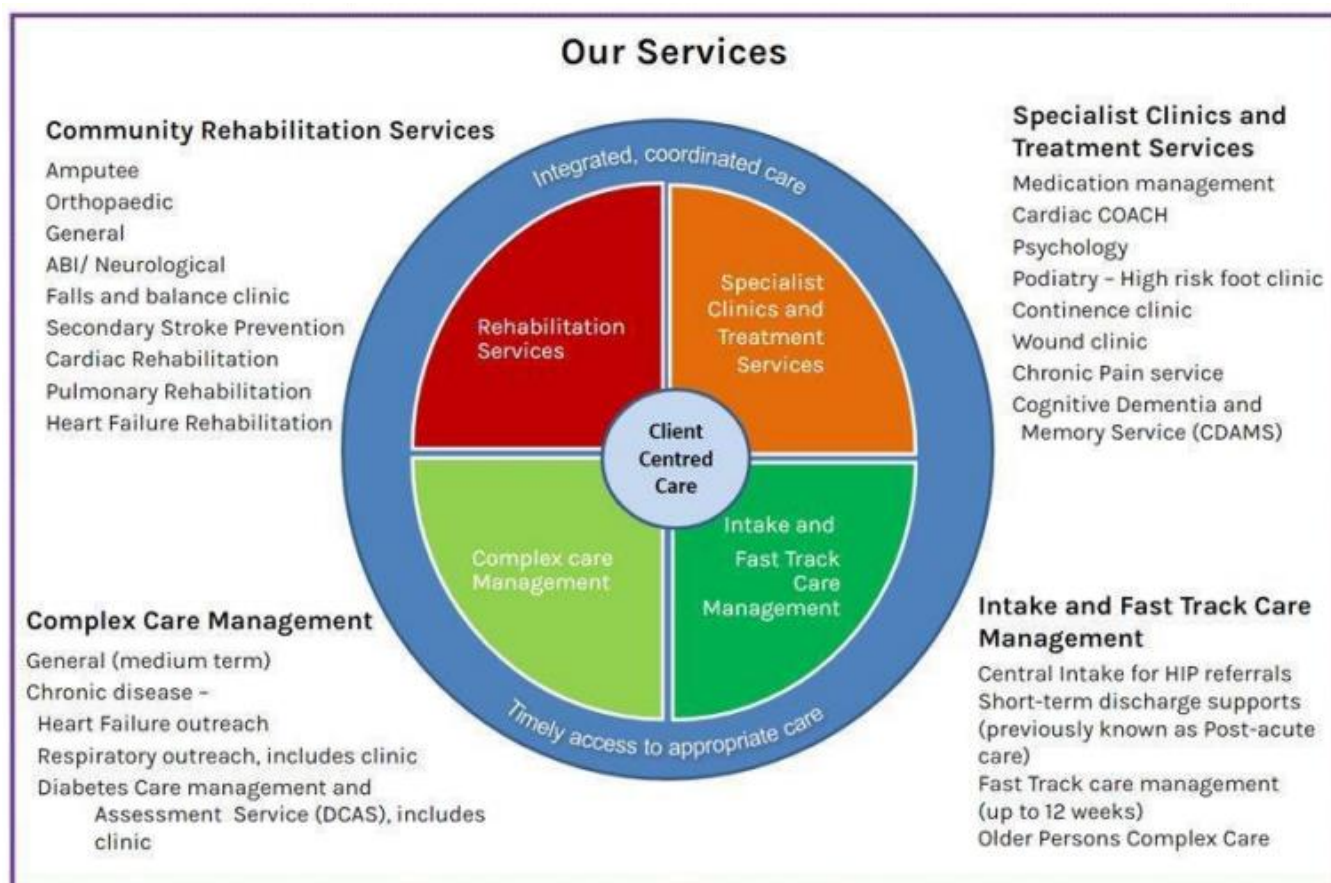 Our Services
Community Rehabilitation Services
Amputee
Orthopaedic
General
ABI/ Neurological
Falls and balance clinic
Secondary Stroke Prevention
Cardiac Rehabilitation
Pulmonary Rehabilitation
Heart Failure Rehabilitation
Specialist Clinics and
Treatment Services
Medication management
Cardiac COACH
Psychology
Podiatry – High risk foot clinic
Continence clinic
Wound clinic
Chronic Pain service
Cognitive Dementia and
Memory Service (CDAMS)
Integrated, coordinated care
Rehabilitation
Services
Specialist
Clinics and
Treatment
Services
Client
Centred
Care
Complex care
Management
Intake and
Fast Track
Care
Management
Timely access to appropriate care
Complex Care Management
General (medium term)
Chronic disease –
Heart Failure outreach
Respiratory outreach, includes clinic
Diabetes Care management and
Assessment Service (DCAS), includes
clinic
Intake and Fast Track Care
Management
Central Intake for HIP referrals
Short-term discharge supports
(previously known as Post-acute
care)
Fast Track care management
(up to 12 weeks)
Older Persons Complex Care